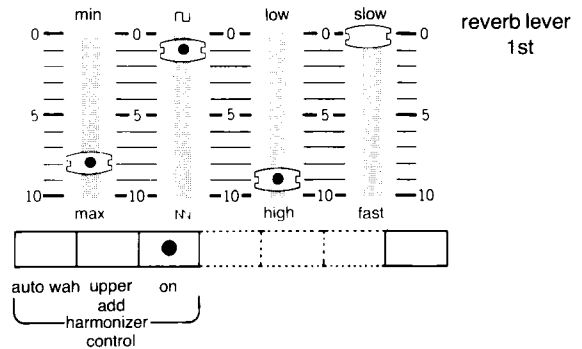 min low slow reverb lever
1st
0 0 0 0 0
5 5 5 5 5
10 10 10 10 10
max high fast
auto wah upper on
add
harmonizer
control